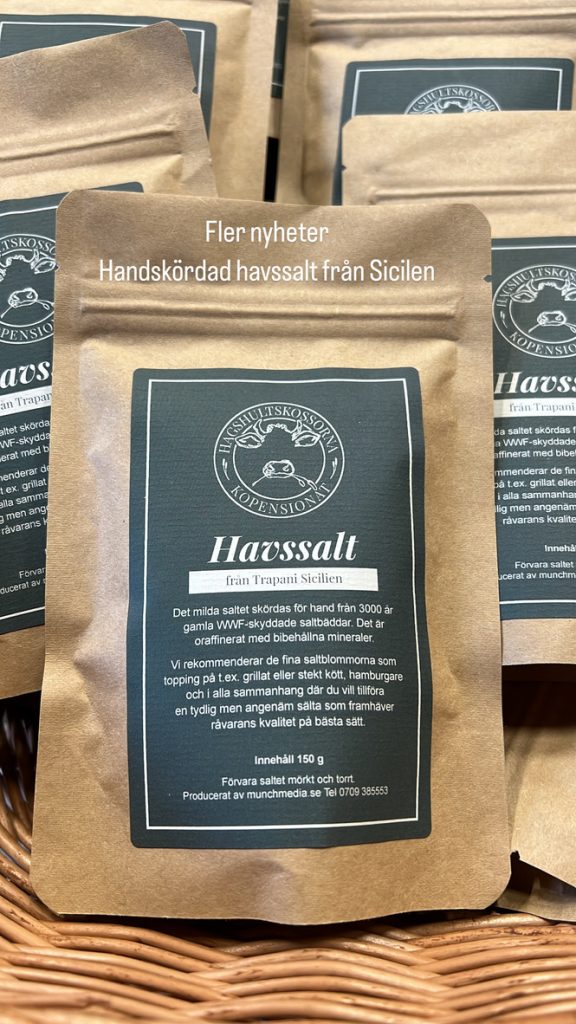 HAGSHULTSKOSSORNA
HAGSHULTSKOSSORNA
KOPENSIONAT
Fler nyheter
Handskördad havssalt från Sicilen
HAGSHULTSKOSSORNA
KOPENSIONAT
Havssalt
från Trapani Sicilien
Det milda saltet skördas för hand från 3000 år
gamla WWF-skyddade saltbäddar. Det är
oraffinerat med bibehållna mineraler.
Vi rekommenderar de fina saltblommorna som
topping på t.ex. grillat eller stekt kött, hamburgare
och i alla sammanhang där du vill tillföra
en tydlig men angenäm sälta som framhäver
råvarans kvalitet på bästa sätt.
Innehåll 150 g
Förvara saltet mörkt och torrt.
Producerat av munchmedia.se Tel 0709 385553